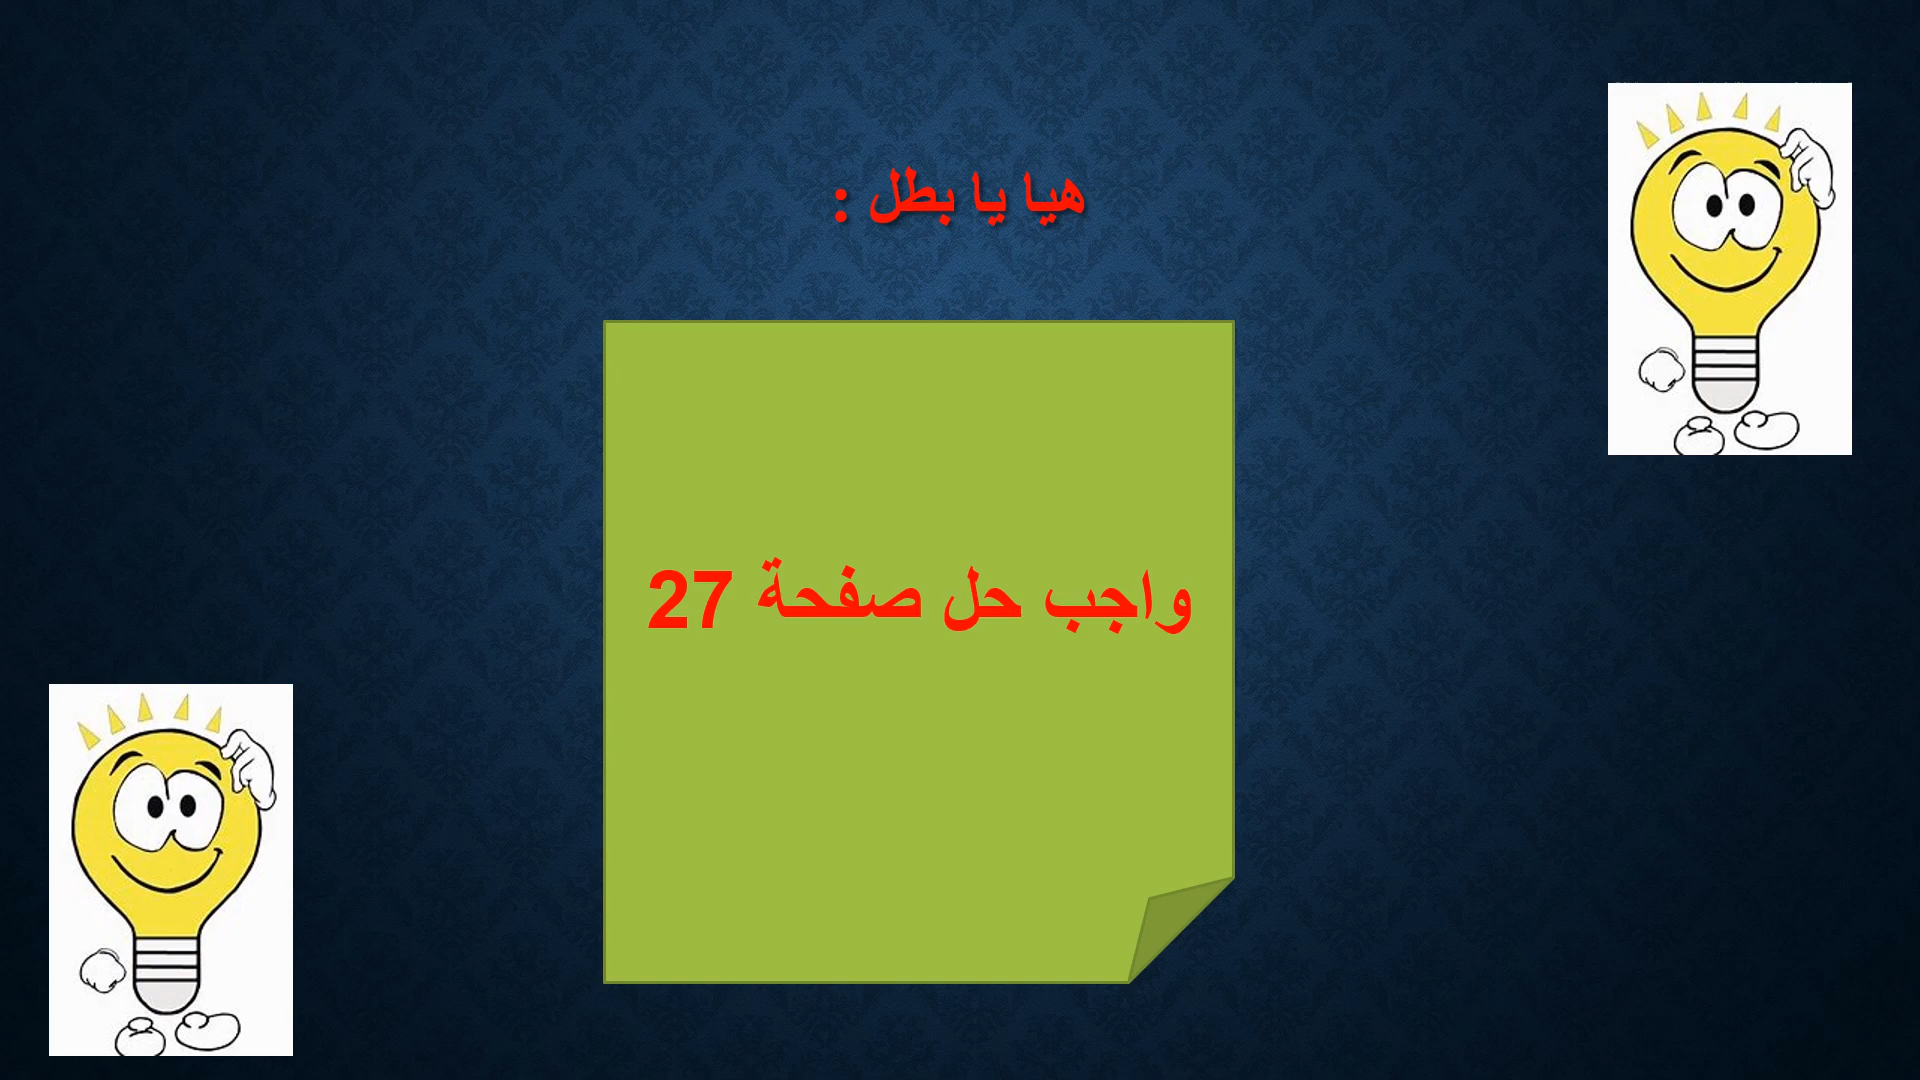 هيا يا بطل :
واجب حل صفحة 27